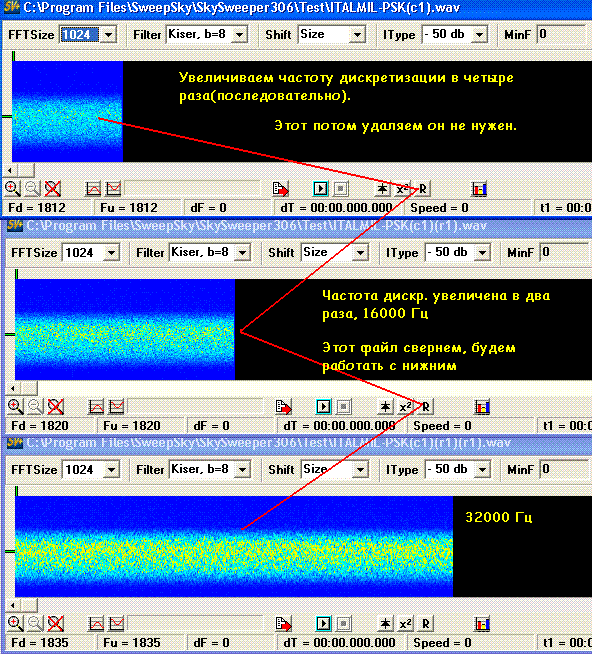 C:\Program Files\SweepSky\SkySweeper306\Test\ITALMIL-PSK(c1).wav
FFTSize 1024 Filter Kiser, b=8 Shift Size IType - 50 db MinF 0
Увеличиваем частоту дискретизации в четыре
раза(последовательно).
Этот потом удаляем он не нужен.
x² R
Fd = 1812 Fu = 1812 dF = 0 dT = 00:00.000.000 Speed = 0 t1 = 00:0
C:\Program Files\SweepSky\SkySweeper306\Test\ITALMIL-PSK(c1)(r1).wav
FFTSize 1024 Filter Kiser, b=8 Shift Size IType - 50 db MinF 0
Частота дискр. увеличена в два
раза, 16000 Гц
Этот файл свернем, будем
работать с нижним
x² R
Fd = 1820 Fu = 1820 dF = 0 dT = 00:00.000.000 Speed = 0 t1 = 00:0
C:\Program Files\SweepSky\SkySweeper306\Test\ITALMIL-PSK(c1)(r1)(r1).wav
FFTSize 1024 Filter Kiser, b=8 Shift Size IType - 50 db MinF 0
32000 Гц
x² R
Fd = 1835 Fu = 1835 dF = 0 dT = 00:00.000.000 Speed = 0 t1 = 00:0